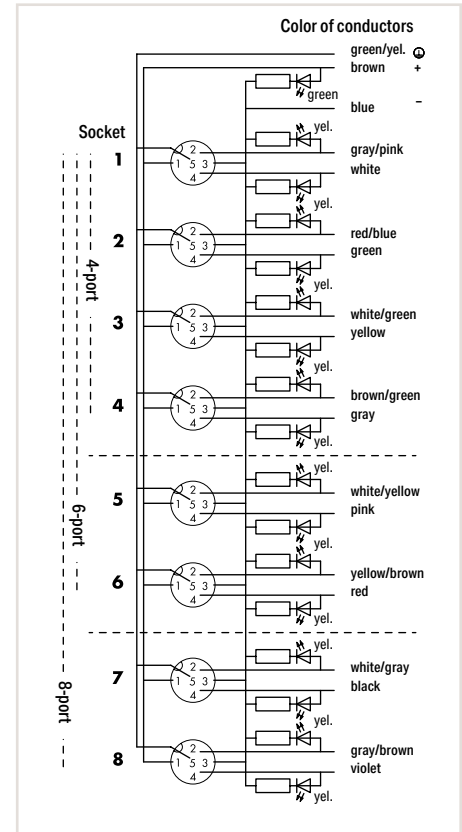 Color of conductors
green/yel.
brown +
green
blue –
Socket
yel.
1 2 1 5 3 4 gray/pink
white
yel.
2 2 1 5 3 4 red/blue
green
yel.
4-port
3 2 1 5 3 4 white/green
yellow
yel.
4 2 1 5 3 4 brown/green
gray
yel.
yel.
5 2 1 5 3 4 white/yellow
pink
6-port
yel.
6 2 1 5 3 4 yellow/brown
red
yel.
yel.
7 2 1 5 3 4 white/gray
8-port
black
yel.
8 2 1 5 3 4 gray/brown
violet
yel.